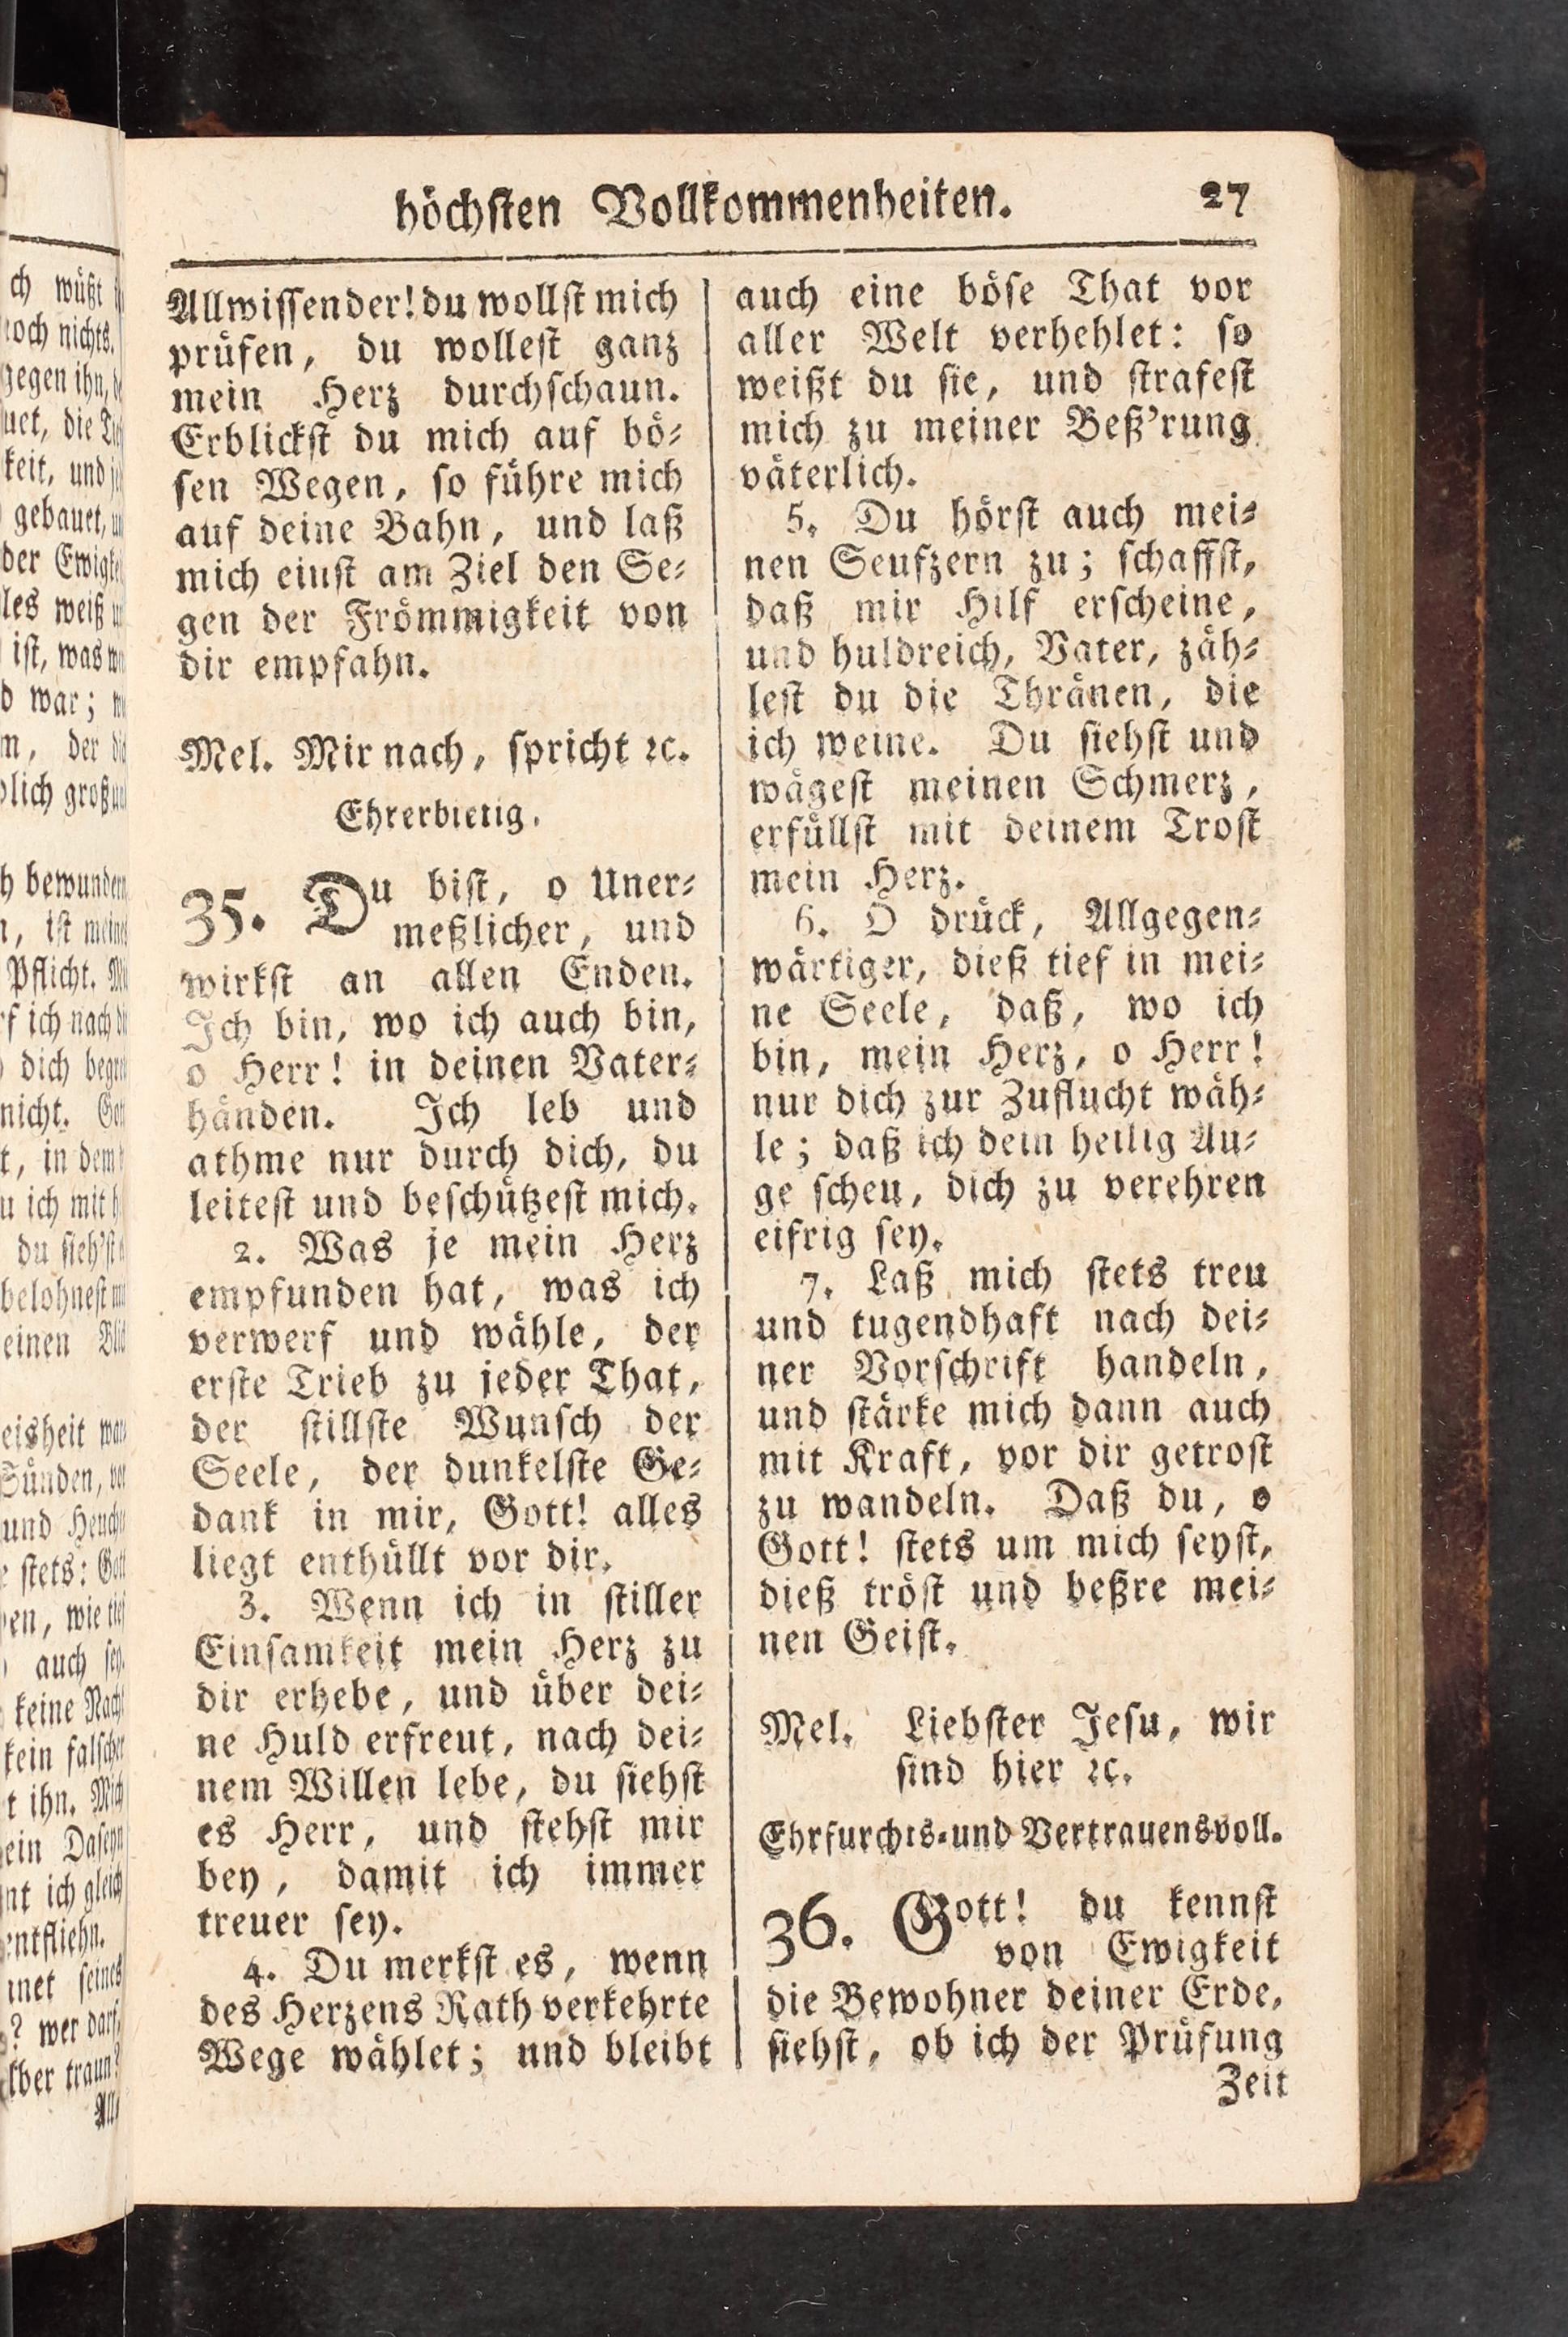 höchsten Vollkommenheiten. 27
Allwissender! du wollst mich
prüfen, du wollest ganz
mein Herz durchschaun.
Erblickst du mich auf bö-
sen Wegen, so führe mich
auf deine Bahn, und laß
mich einst am Ziel den Se-
gen der Frömmigkeit von
dir empfahn.
Mel. Mir nach, spricht ꝛc.
Ehrerbietig.
35. Du bist, o Uner-
meßlicher, und
wirkst an allen Enden.
Ich bin, wo ich auch bin,
o Herr! in deinen Vater-
händen. Ich leb und
athme nur durch dich, du
leitest und beschützest mich.
2. Was je mein Herz
empfunden hat, was ich
verwerf und wähle, der
erste Trieb zu jeder That,
der stillste Wunsch der
Seele, der dunkelste Ge-
dank in mir, Gott! alles
liegt enthüllt vor dir.
3. Wenn ich in stiller
Einsamkeit mein Herz zu
dir erhebe, und über dei-
ne Huld erfreut, nach dei-
nem Willen lebe, du siehst
es Herr, und stehst mir
bey, damit ich immer
treuer sey.
4. Du merkst es, wenn
des Herzens Rath verkehrte
Wege wählet; und bleibt
auch eine böse That vor
aller Welt verhehlet: so
weißt du sie, und strafest
mich zu meiner Beß'rung
väterlich.
5. Du hörst auch mei-
nen Seufzern zu; schaffst,
daß mir Hilf erscheine,
und huldreich, Vater, zäh-
lest du die Thränen, die
ich weine. Du siehst und
wägest meinen Schmerz,
erfüllst mit deinem Trost
mein Herz.
6. O drück, Allgegen-
wärtiger, dieß tief in mei-
ne Seele, daß, wo ich
bin, mein Herz, o Herr!
nur dich zur Zuflucht wäh-
le; daß ich dein heilig Au-
ge scheu, dich zu verehren
eifrig sey.
7. Laß mich stets treu
und tugendhaft nach dei-
ner Vorschrift handeln,
und stärke mich dann auch
mit Kraft, vor dir getrost
zu wandeln. Daß du, o
Gott! stets um mich seyst,
dieß tröst und beßre mei-
nen Geist.
Mel. Liebster Jesu, wir
sind hier ꝛc.
Ehrfurchts- und Vertrauensvoll.
36. Gott! du kennst
von Ewigkeit
die Bewohner deiner Erde,
siehst, ob ich der Prüfung
Zeit